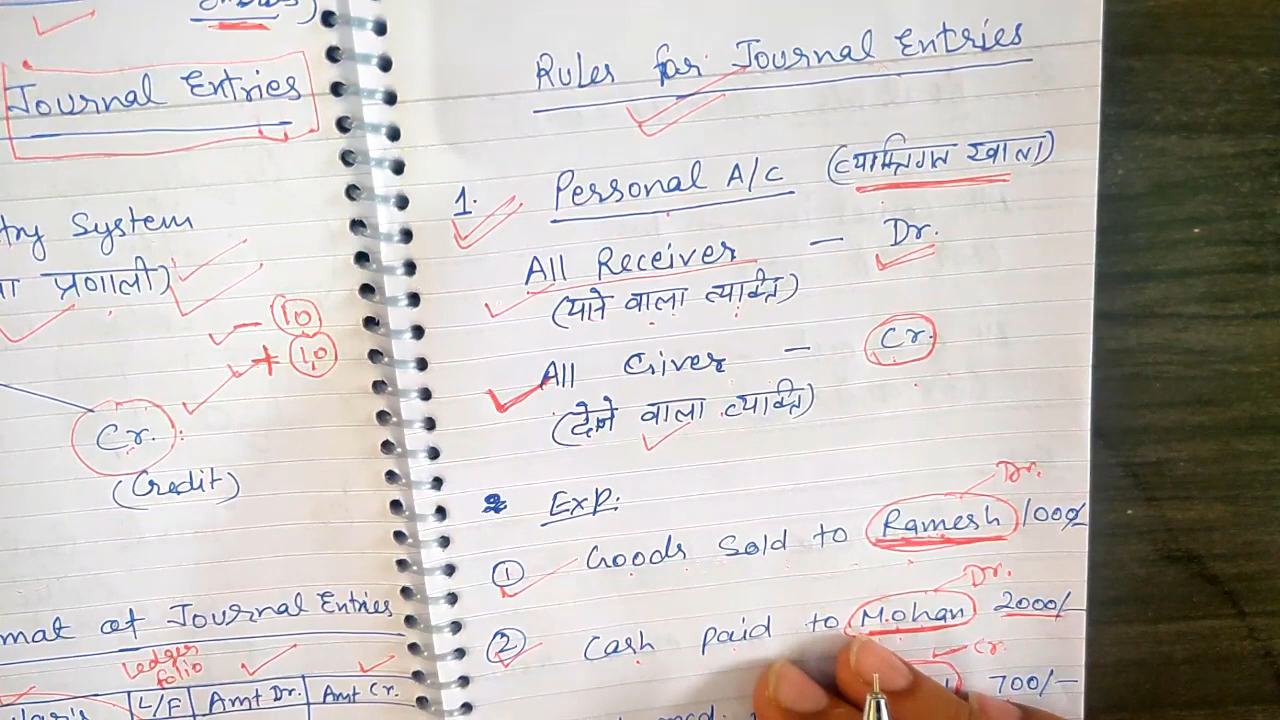 Journal Entries
try System
प्रणाली)
- 10
+ 10
Cr.
(Credit)
mat of Journal Entries
Ledger
folio
L/F Amt Dr. Amt Cr.
Rules for Journal Entries
1. Personal A/C (व्यक्तिगत खाता)
All Receiver - Dr.
(पाने वाला व्यक्ति)
All Giver - Cr.
(देने वाला व्यक्ति)
Exp.
Dr.
① Goods Sold to Ramesh 1000/-
Dr.
② Cash paid to Mohan 2000/-
Cr.
700/-